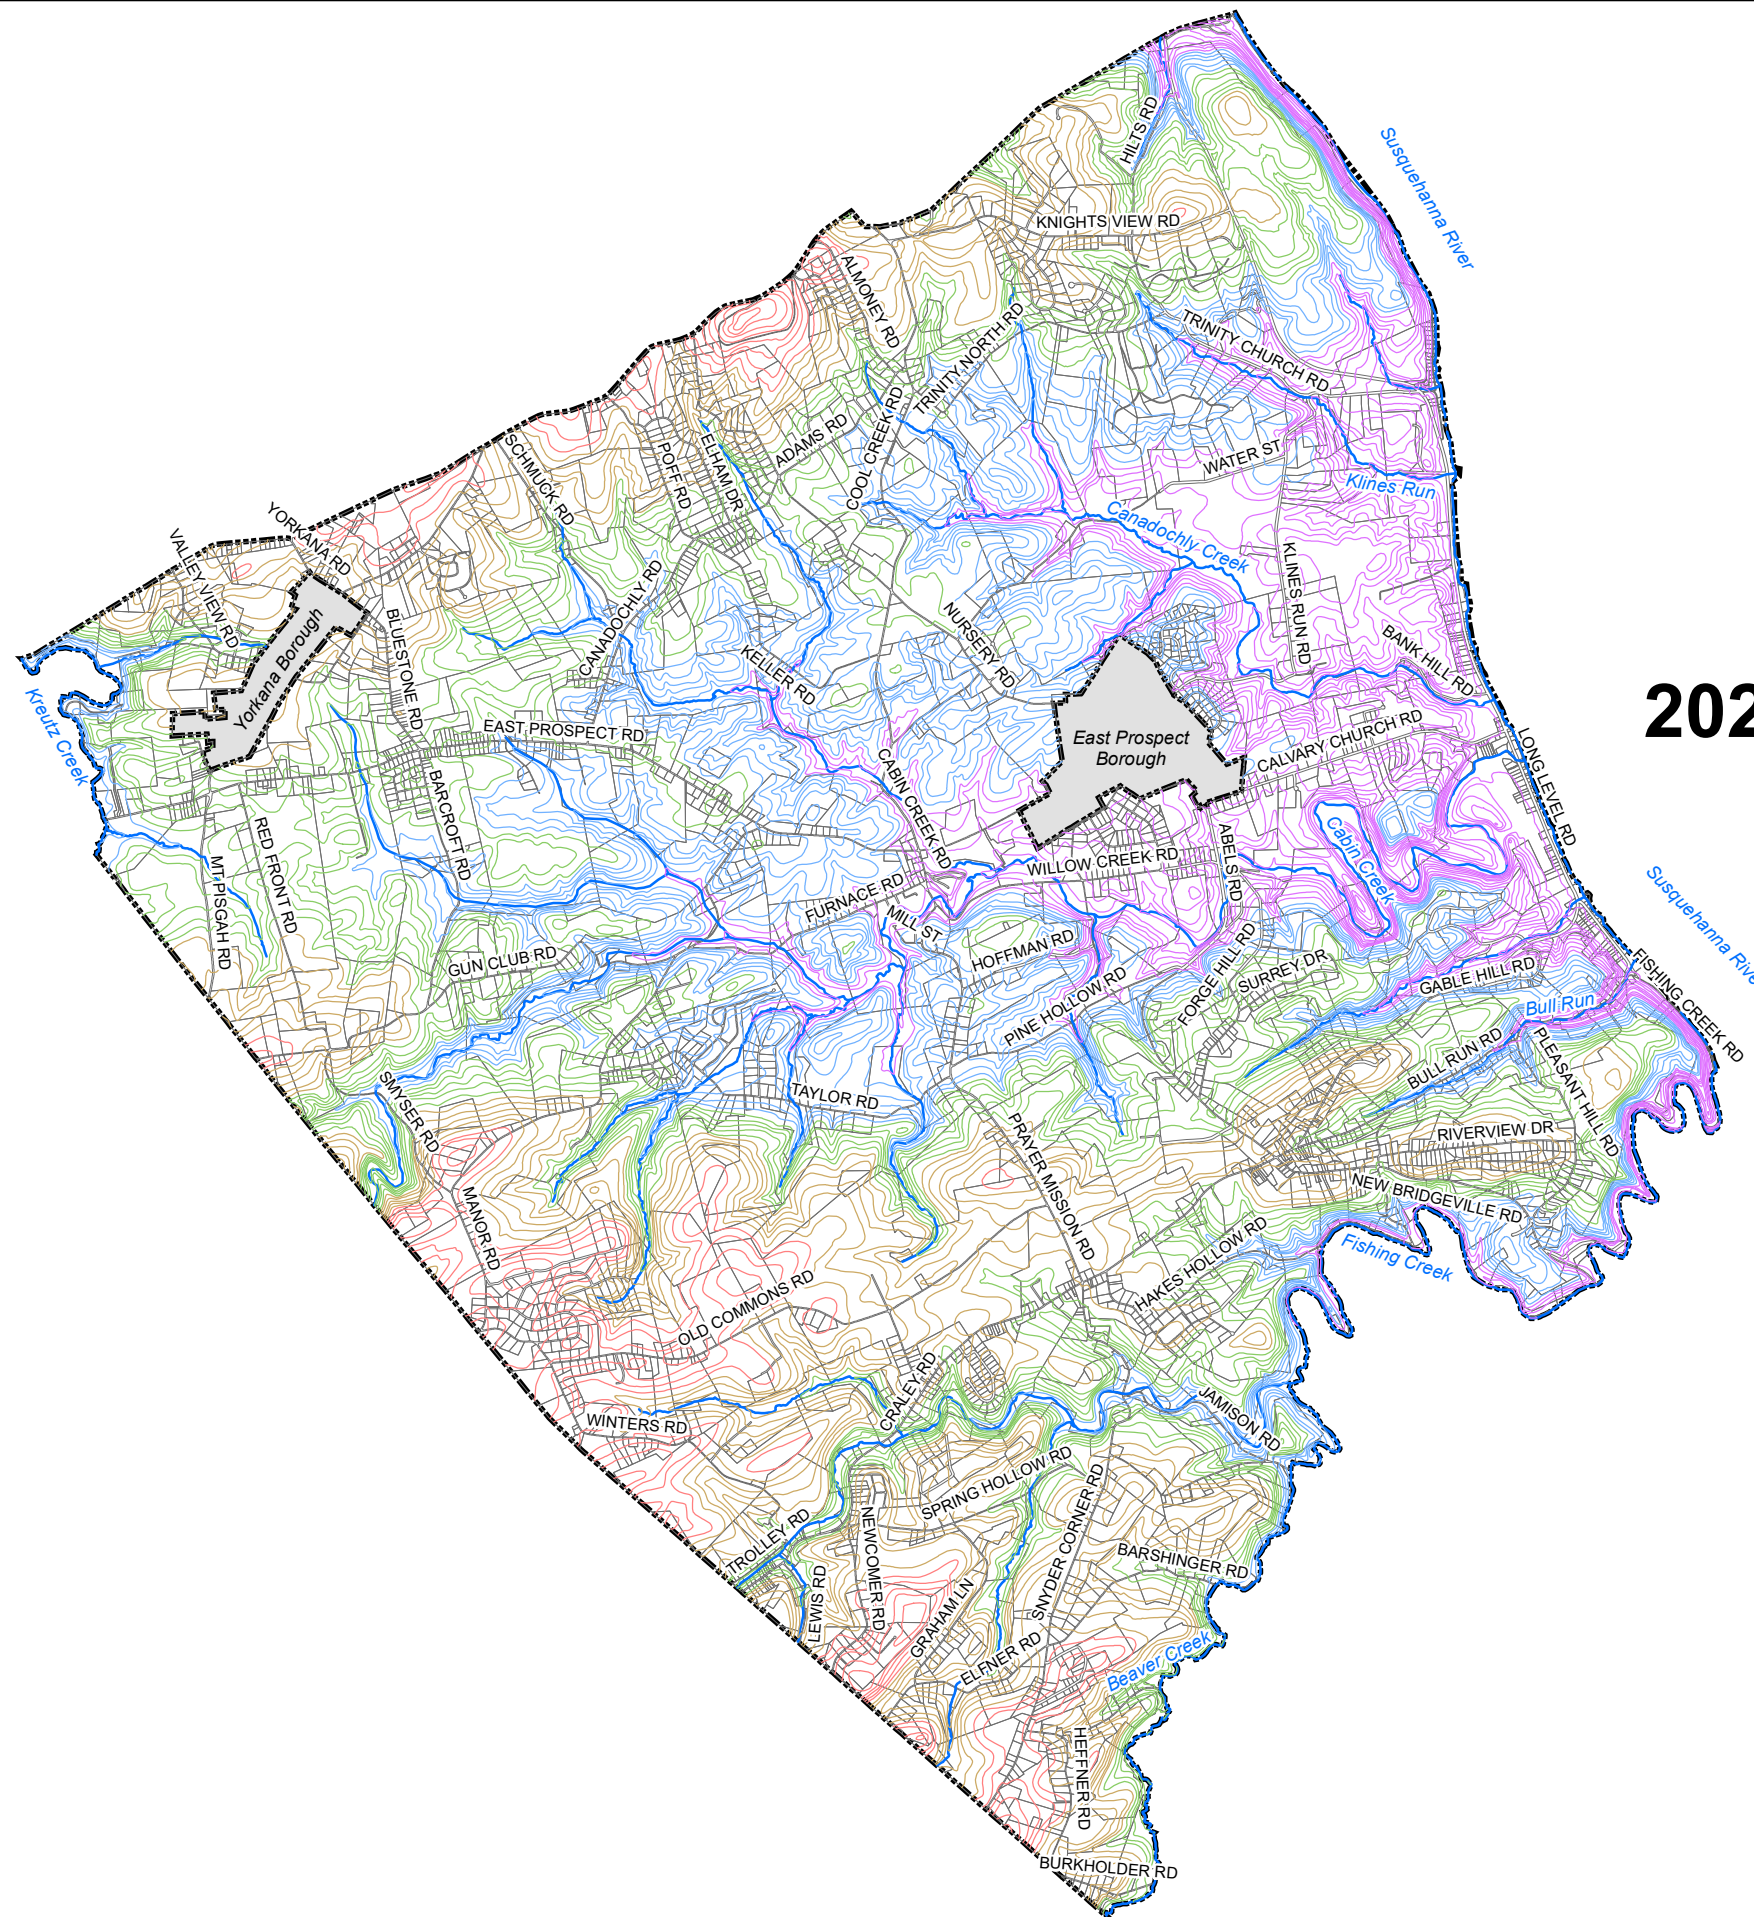 Susquehanna River
HILTS RD
KNIGHTS VIEW RD
ALMONEY RD
TRINITY NORTH RD
TRINITY CHURCH RD
COOL CREEK RD
ADAMS RD
ELHAM DR
POFF RD
SCHMUCK RD
WATER ST
Klines Run
YORKANA RD
VALLEY VIEW RD
Canadochly Creek
KLINES RUN RD
Yorkana Borough
BLUESTONE RD
CANADOCHLY RD
NURSERY RD
BANK HILL RD
KELLER RD
Kreutz Creek
EAST PROSPECT RD
East Prospect
Borough
202
CALVARY CHURCH RD
LONG LEVEL RD
CABIN CREEK RD
BARCROFT RD
RED FRONT RD
MT PISGAH RD
WILLOW CREEK RD
ABELS RD
Cabin Creek
FURNACE RD
MILL ST
Susquehanna Rive
HOFFMAN RD
GUN CLUB RD
FORGE HILL RD
SURREY DR
GABLE HILL RD
FISHING CREEK RD
PINE HOLLOW RD
Bull Run
BULL RUN RD
PLEASANT HILL RD
SMYSER RD
TAYLOR RD
PRAYER MISSION RD
RIVERVIEW DR
NEW BRIDGEVILLE RD
MANOR RD
HAKES HOLLOW RD
Fishing Creek
OLD COMMONS RD
CRALEY RD
JAMISON RD
WINTERS RD
SPRING HOLLOW RD
SNYDER CORNER RD
TROLLEY RD
NEWCOMER RD
BARSHINGER RD
LEWIS RD
GRAHAM LN
ELFNER RD
Beaver Creek
HEFFNER RD
BURKHOLDER RD